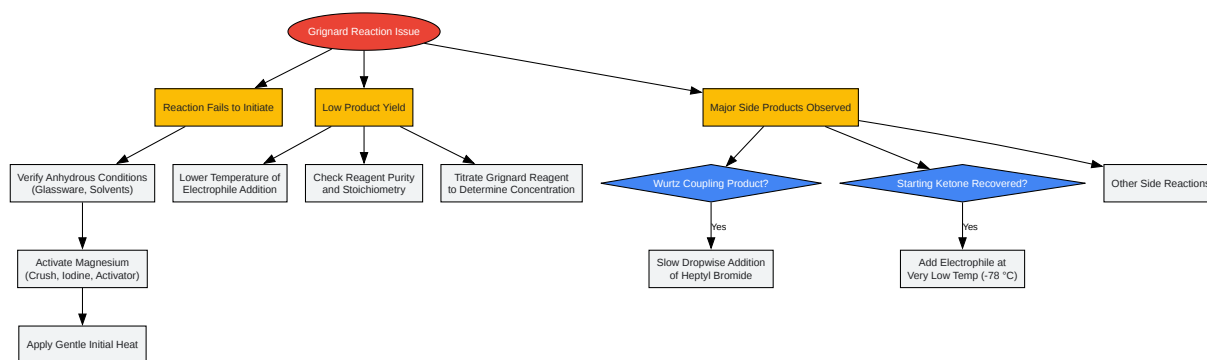 Grignard Reaction Issue
Reaction Fails to Initiate
Low Product Yield
Major Side Products Observed
Verify Anhydrous Conditions
(Glassware, Solvents)
Lower Temperature of
Electrophile Addition
Check Reagent Purity
and Stoichiometry
Titrate Grignard Reagent
to Determine Concentration
Wurtz Coupling Product?
Starting Ketone Recovered?
Other Side Reactions
Yes
Yes
Activate Magnesium
(Crush, Iodine, Activator)
Slow Dropwise Addition
of Heptyl Bromide
Add Electrophile at
Very Low Temp (-78 °C)
Apply Gentle Initial Heat